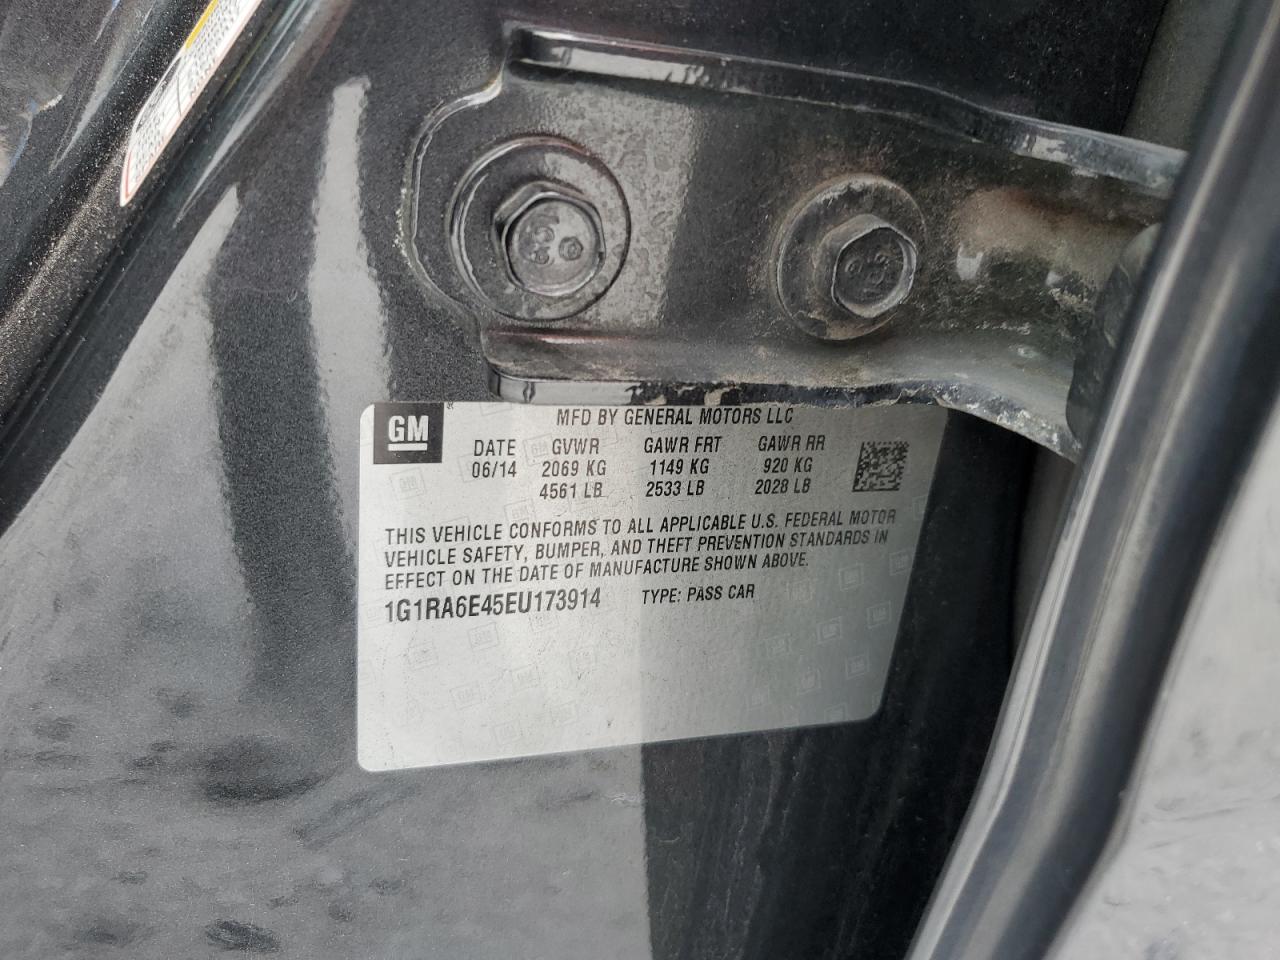 GM
MFD BY GENERAL MOTORS LLC
DATE GVWR GAWR FRT GAWR RR
06/14 2069 KG 1149 KG 920 KG
4561 LB 2533 LB 2028 LB
THIS VEHICLE CONFORMS TO ALL APPLICABLE U.S. FEDERAL MOTOR
VEHICLE SAFETY, BUMPER, AND THEFT PREVENTION STANDARDS IN
EFFECT ON THE DATE OF MANUFACTURE SHOWN ABOVE.
1G1RA6E45EU173914 TYPE: PASS CAR